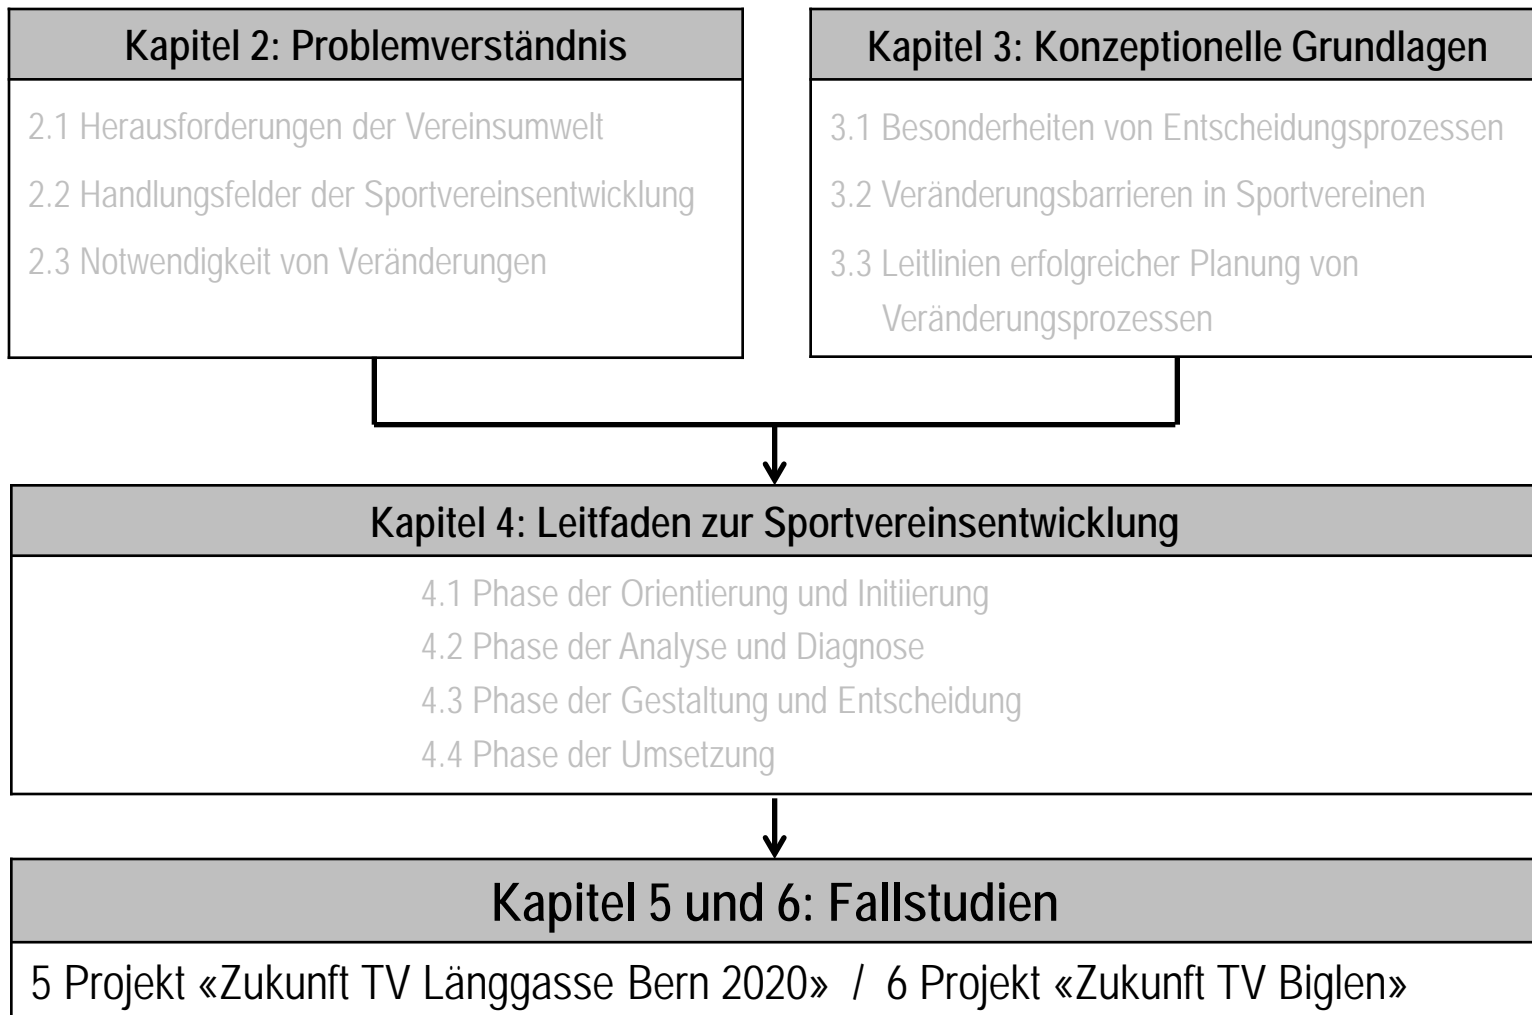 Kapitel 2: Problemverständnis
2.1 Herausforderungen der Vereinsumwelt
2.2 Handlungsfelder der Sportvereinsentwicklung
2.3 Notwendigkeit von Veränderungen
Kapitel 3: Konzeptionelle Grundlagen
3.1 Besonderheiten von Entscheidungsprozessen
3.2 Veränderungsbarrieren in Sportvereinen
3.3 Leitlinien erfolgreicher Planung von
Veränderungsprozessen
Kapitel 4: Leitfaden zur Sportvereinsentwicklung
4.1 Phase der Orientierung und Initiierung
4.2 Phase der Analyse und Diagnose
4.3 Phase der Gestaltung und Entscheidung
4.4 Phase der Umsetzung
Kapitel 5 und 6: Fallstudien
5 Projekt «Zukunft TV Länggasse Bern 2020» / 6 Projekt «Zukunft TV Biglen»